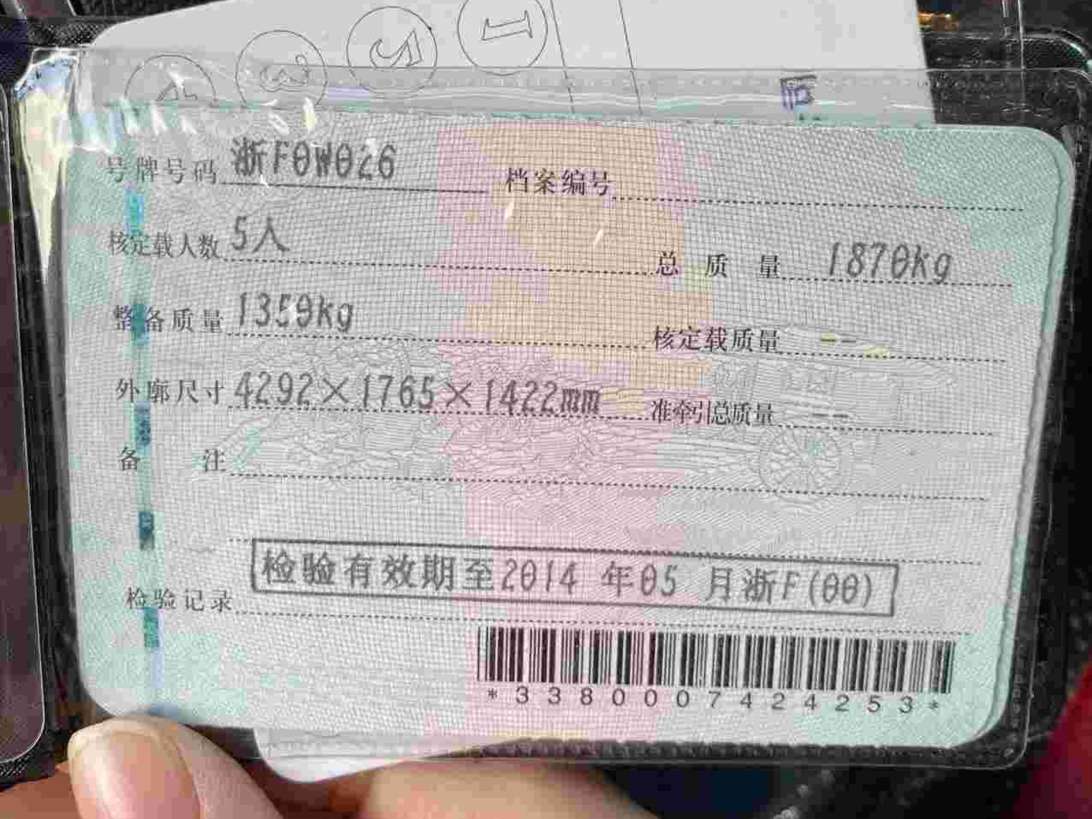 1
2
3
号牌号码 浙F0W026 档案编号
核定载人数 5人 总质量 1870kg
整备质量 1359kg 核定载质量 --
外廓尺寸 4292×1765×1422mm 准牵引总质量 --
备注
检验有效期至2014 年05 月浙F(00)
检验记录
*3380007424253*